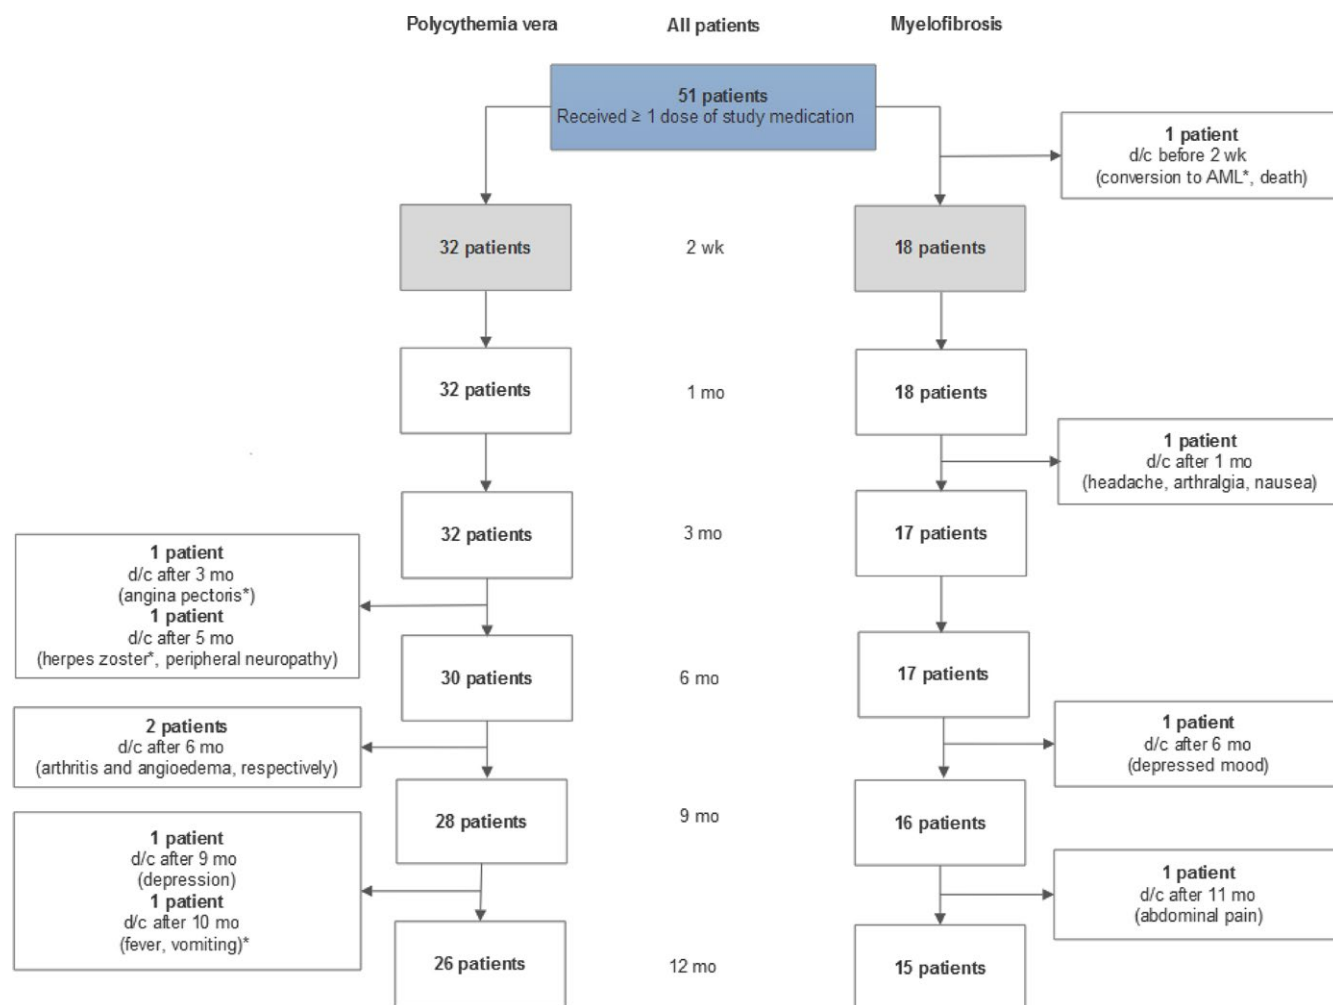 Polycythemia vera
All patients
Myelofibrosis
51 patients
Received ≥ 1 dose of study medication
1 patient
d/c before 2 wk
(conversion to AML*, death)
32 patients
2 wk
18 patients
32 patients
1 mo
18 patients
1 patient
d/c after 1 mo
(headache, arthralgia, nausea)
32 patients
3 mo
17 patients
1 patient
d/c after 3 mo
(angina pectoris*)
1 patient
d/c after 5 mo
(herpes zoster*, peripheral neuropathy)
30 patients
6 mo
17 patients
2 patients
d/c after 6 mo
(arthritis and angioedema, respectively)
1 patient
d/c after 6 mo
(depressed mood)
28 patients
9 mo
16 patients
1 patient
d/c after 9 mo
(depression)
1 patient
d/c after 10 mo
(fever, vomiting)*
1 patient
d/c after 11 mo
(abdominal pain)
26 patients
12 mo
15 patients